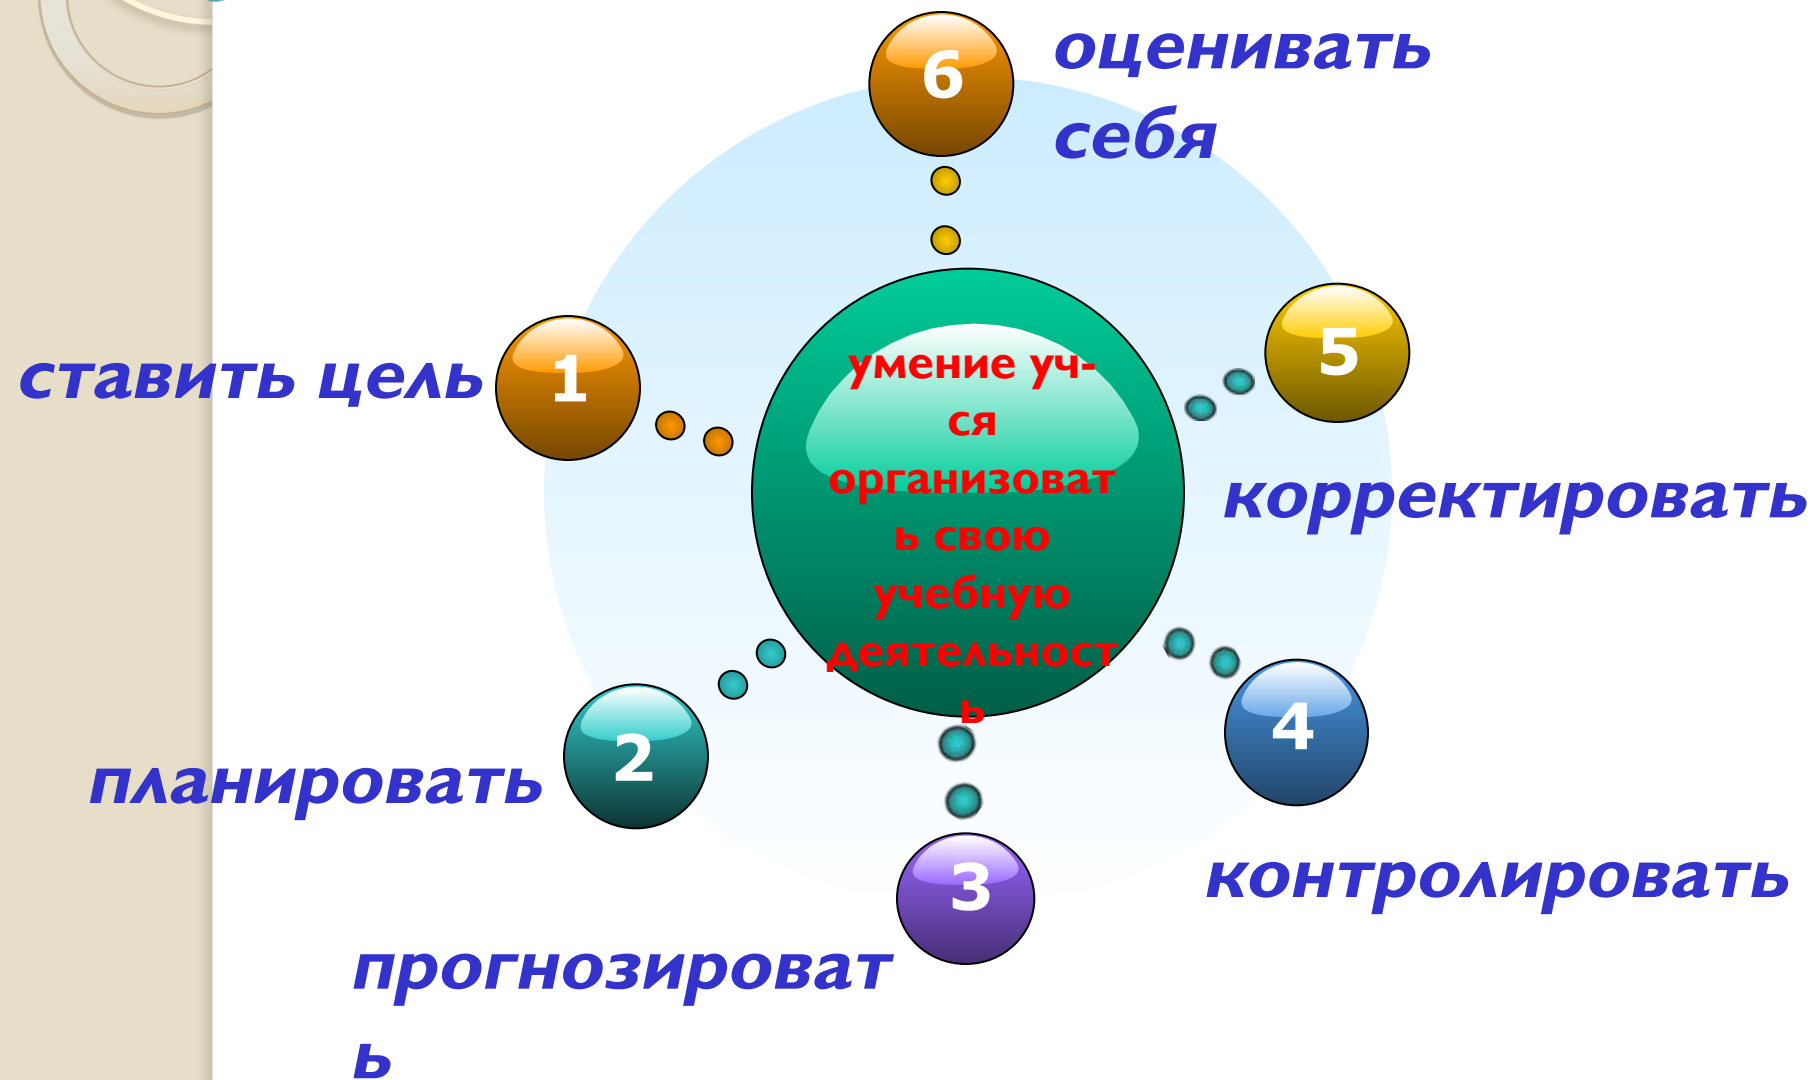 6
оценивать
себя
1
ставить цель
5
корректировать
умение уч-
ся
организоват
ь свою
учебную
деятельност
ь
2
планировать
4
контролировать
3
прогнозироват
ь